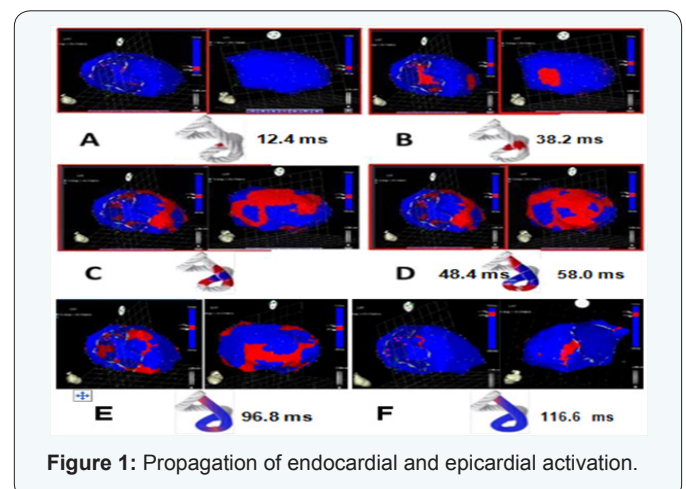 A 12.4 ms B 38.2 ms
C D 48.4 ms 58.0 ms
E 96.8 ms F 116.6 ms
Figure 1: Propagation of endocardial and epicardial activation.